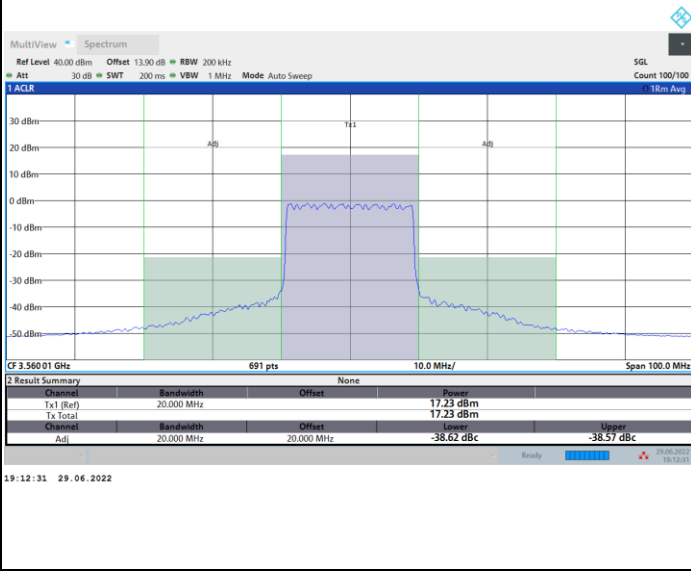 MultiView Spectrum
Ref Level 40.00 dBm Offset 13.90 dB RBW 200 kHz SGL
Att 30 dB SWT 200 ms VBW 1 MHz Mode Auto Sweep Count 100/100
1 ACLR 1Rm Avg
30 dBm
Tx1
20 dBm
Adj Adj
10 dBm
0 dBm
-10 dBm
-20 dBm
-30 dBm
-40 dBm
-50 dBm
CF 3.56001 GHz 691 pts 10.0 MHz/ Span 100.0 MHz
2 Result Summary None
Channel Bandwidth Offset Power
Tx1 (Ref) 20.000 MHz 17.23 dBm
Tx Total 17.23 dBm
Channel Bandwidth Offset Lower Upper
Adj 20.000 MHz 20.000 MHz -38.62 dBc -38.57 dBc
Ready 29.06.2022
19:12:31
19:12:31 29.06.2022